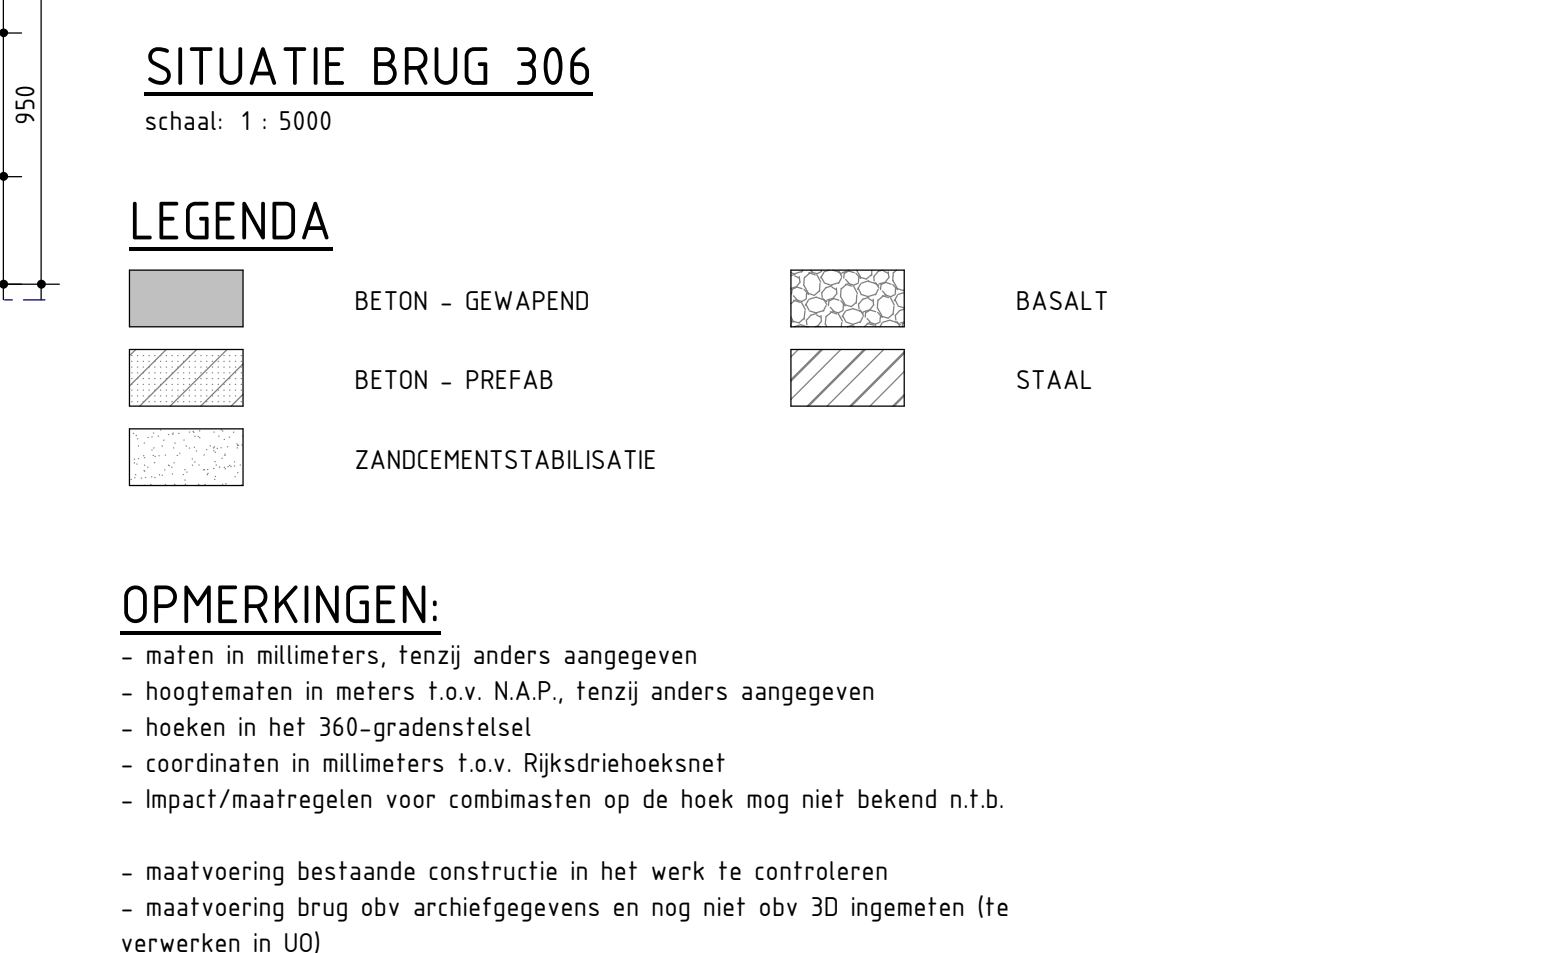 950
SITUATIE BRUG 306
schaal: 1 : 5000
LEGENDA
BETON - GEWAPEND
BASALT
BETON - PREFAB
STAAL
ZANDCEMENTSTABILISATIE
OPMERKINGEN:
- maten in millimeters, tenzij anders aangegeven
- hoogtematen in meters t.o.v. N.A.P., tenzij anders aangegeven
- hoeken in het 360-gradenstelsel
- coordinaten in millimeters t.o.v. Rijksdriehoeksnet
- Impact/maatregelen voor combimasten op de hoek mog niet bekend n.t.b.
- maatvoering bestaande constructie in het werk te controleren
- maatvoering brug obv archiefgegevens en nog niet obv 3D ingemeten (te
verwerken in UO)